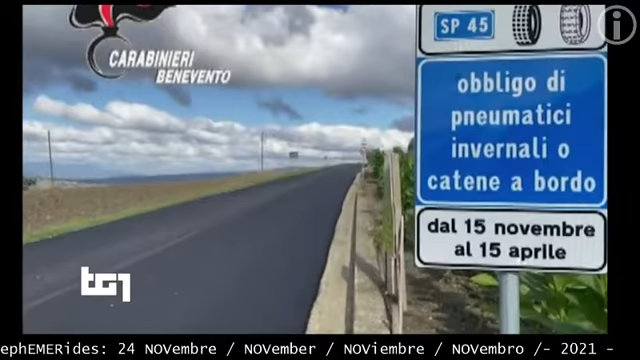 CARABINIERI
BENEVENTO
SP 45
i
obbligo di
pneumatici
invernali o
catene a bordo
dal 15 novembre
al 15 aprile
tg1
ephEMERides: 24 NOVembre / NOVember / NOViembre / NOVembro /- 2021 -